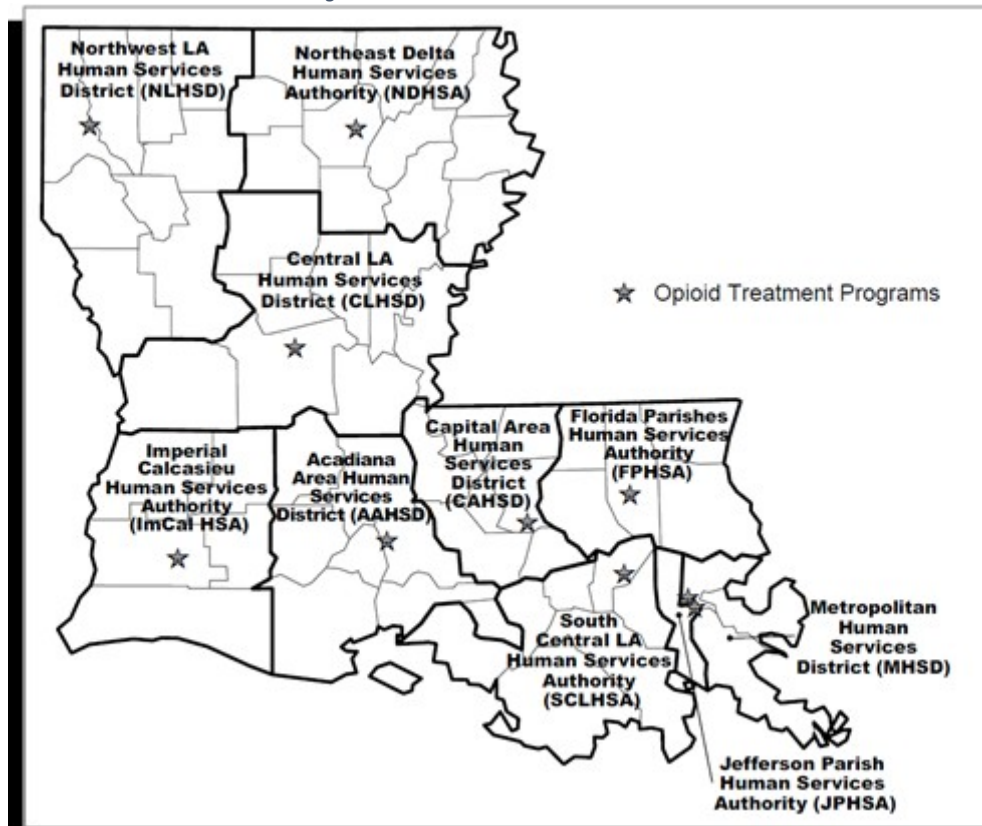 Northwest LA
Human Services
District (NLHSD)
Northeast Delta
Human Services
Authority (NDHSA)
Central LA
Human Services
District (CLHSD)
Opioid Treatment Programs
Imperial
Calcasieu
Human Services
Authority
(ImCal HSA)
Acadiana
Area Human
Services
District (AAHSD)
Capital Area
Human
Services
District
(CAHSD)
Florida Parishes
Human Services
Authority
(FPHSA)
South
Central LA
Human Services
Authority
(SCLHSA)
Metropolitan
Human
Services
District (MHSD)
Jefferson Parish
Human Services
Authority (JPHSA)